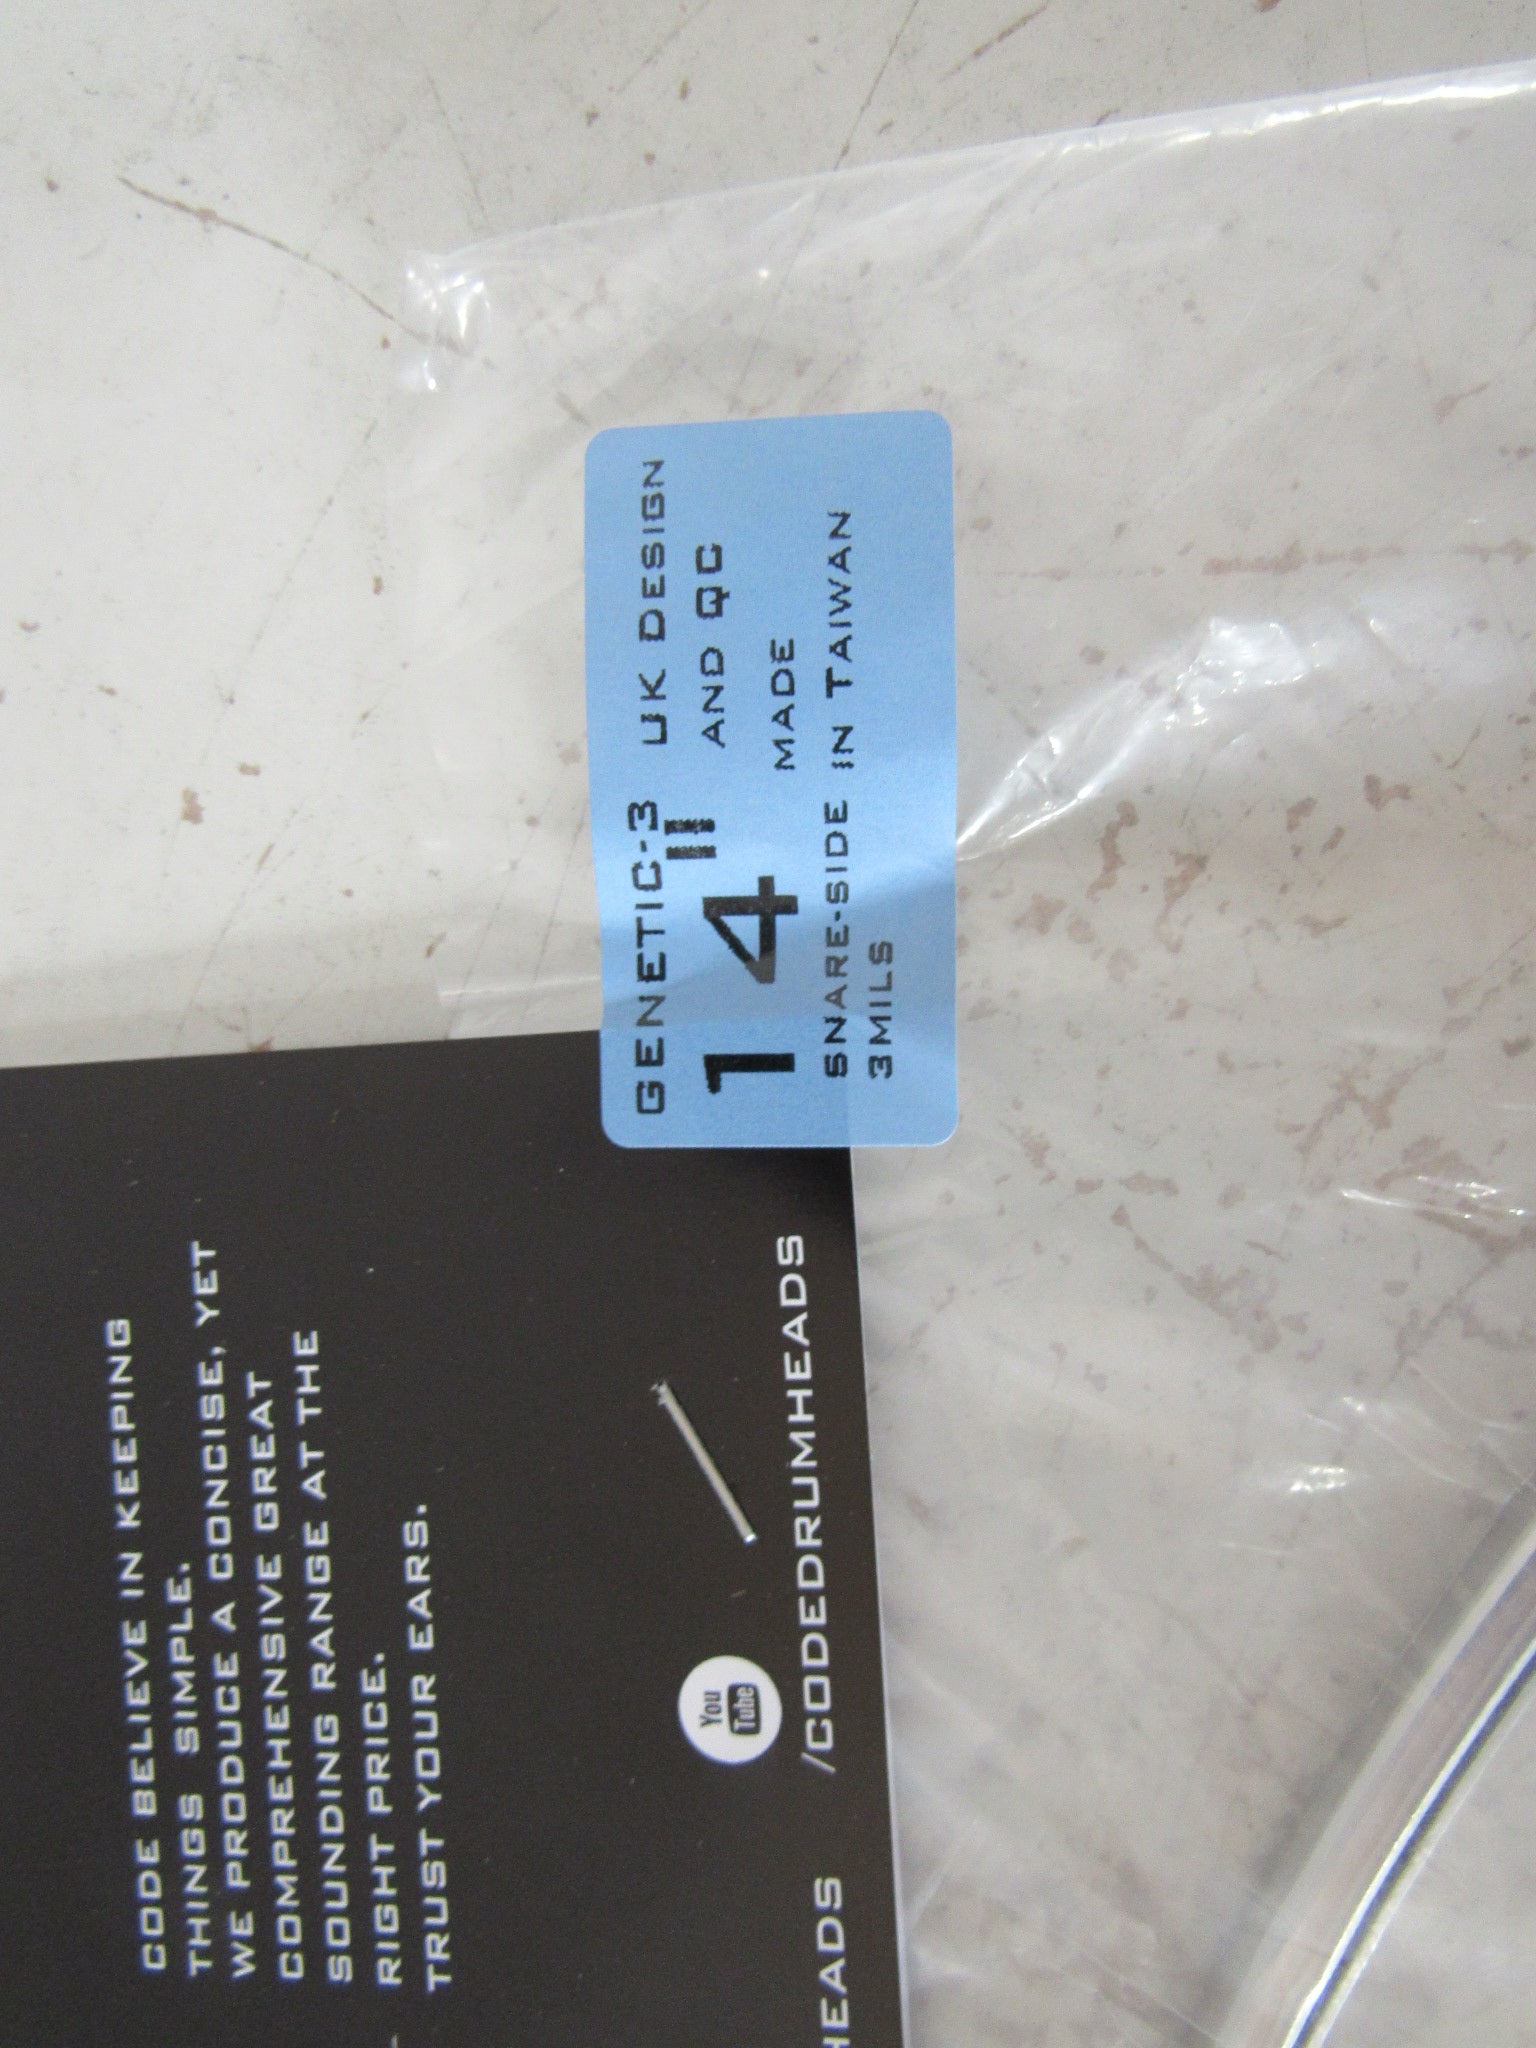 GENETIC-3 UK DESIGN
14" AND QC
MADE
SNARE-SIDE IN TAIWAN
3MILS
CODE BELIEVE IN KEEPING
THINGS SIMPLE.
WE PRODUCE A CONCISE, YET
COMPREHENSIVE GREAT
SOUNDING RANGE AT THE
RIGHT PRICE.
TRUST YOUR EARS.
You
Tube
/CODEDRUMHEADS
HEADS